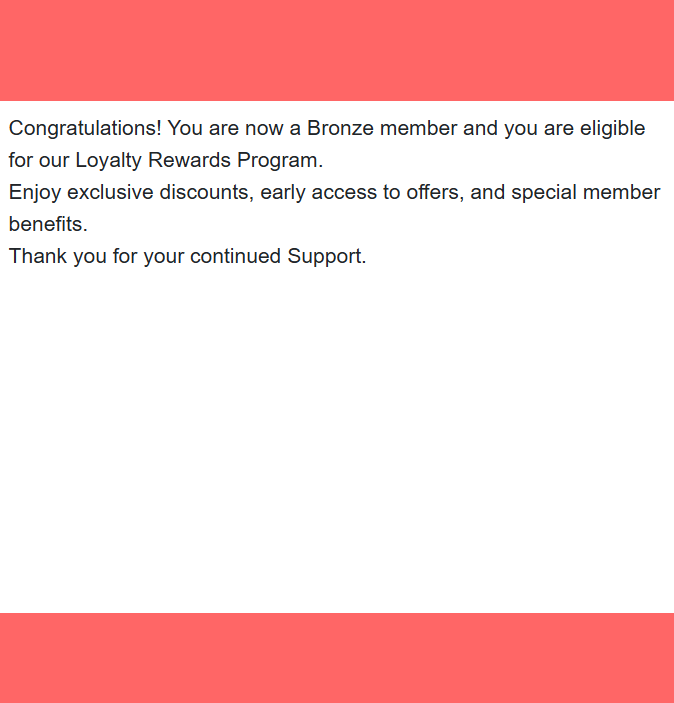 Congratulations! You are now a Bronze member and you are eligible
for our Loyalty Rewards Program.
Enjoy exclusive discounts, early access to offers, and special member
benefits.
Thank you for your continued Support.